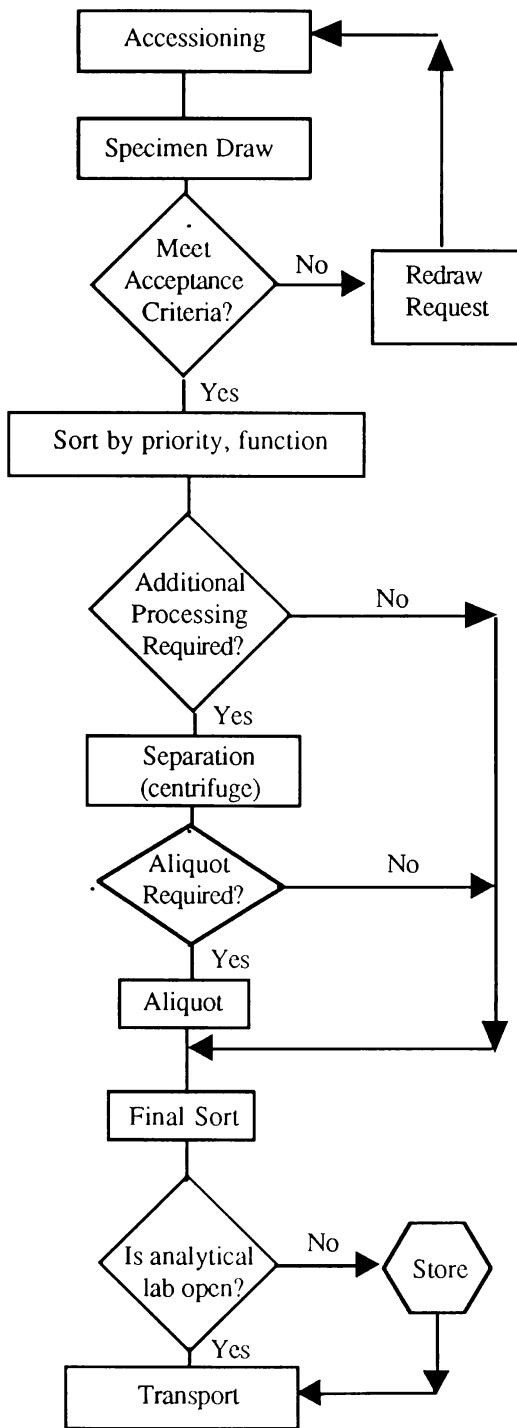 Accessioning
Specimen Draw
Meet
Acceptance
Criteria?
No
Redraw
Request
Yes
Sort by priority, function
Additional
Processing
Required?
No
Yes
Separation
(centrifuge)
Aliquot
Required?
No
Yes
Aliquot
Final Sort
Is analytical
lab open?
No
Store
Yes
Transport